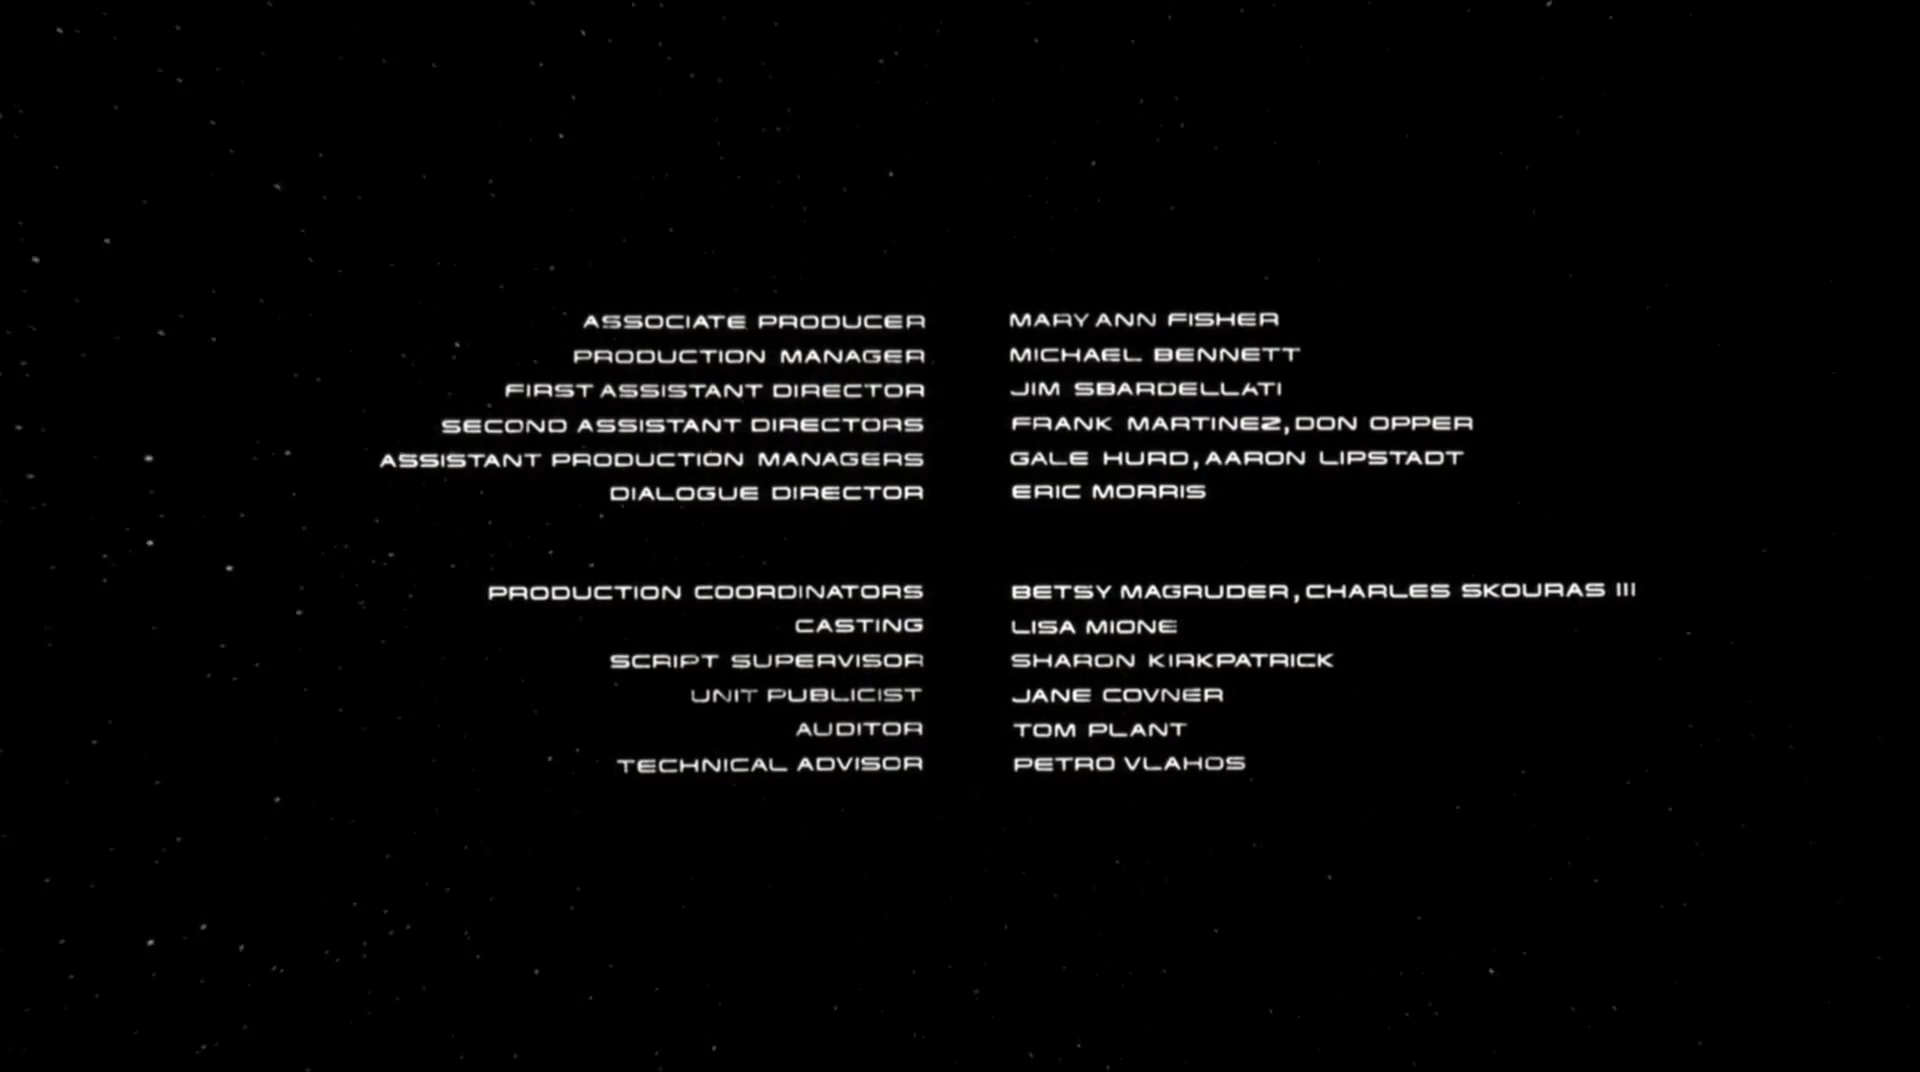 ASSOCIATE PRODUCER MARY ANN FISHER
PRODUCTION MANAGER MICHAEL BENNETT
FIRST ASSISTANT DIRECTOR JIM SBARDELLATI
SECOND ASSISTANT DIRECTORS FRANK MARTINEZ, DON OPPER
ASSISTANT PRODUCTION MANAGERS GALE HURD, AARON LIPSTADT
DIALOGUE DIRECTOR ERIC MORRIS
PRODUCTION COORDINATORS BETSY MAGRUDER, CHARLES SKOURAS III
CASTING LISA MIONE
SCRIPT SUPERVISOR SHARON KIRKPATRICK
UNIT PUBLICIST JANE COVNER
AUDITOR TOM PLANT
TECHNICAL ADVISOR PETRO VLAHOS